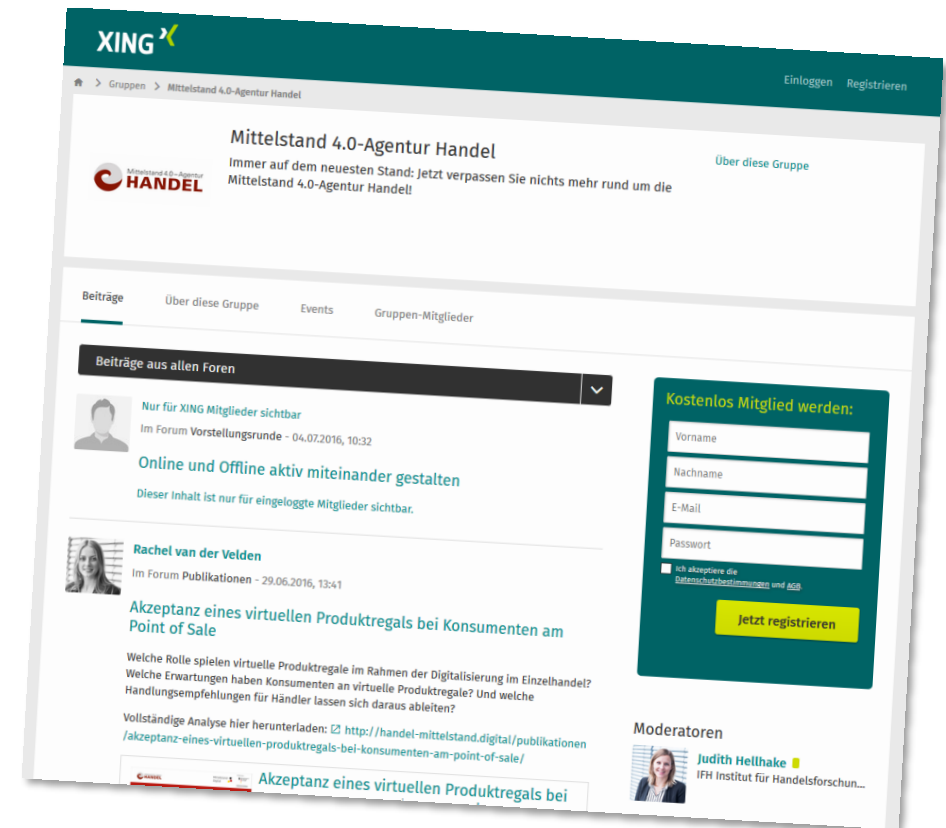 XING
Einloggen Registrieren
Gruppen > Mittelstand 4.0-Agentur Handel
Mittelstand 4.0-Agentur Handel
Immer auf dem neuesten Stand: Jetzt verpassen Sie nichts mehr rund um die
Mittelstand 4.0-Agentur Handel!
Über diese Gruppe
Mittelstand 4.0-Agentur
HANDEL
Beiträge
Über diese Gruppe
Events
Gruppen-Mitglieder
Beiträge aus allen Foren
Nur für XING Mitglieder sichtbar
Im Forum Vorstellungsrunde - 04.07.2016, 10:32
Online und Offline aktiv miteinander gestalten
Dieser Inhalt ist nur für eingeloggte Mitglieder sichtbar.
Rachel van der Velden
Im Forum Publikationen - 29.06.2016, 13:41
Akzeptanz eines virtuellen Produktregals bei Konsumenten am
Point of Sale
Welche Rolle spielen virtuelle Produktregale im Rahmen der Digitalisierung im Einzelhandel?
Welche Erwartungen haben Konsumenten an virtuelle Produktregale? Und welche
Handlungsempfehlungen für Händler lassen sich daraus ableiten?
Vollständige Analyse hier herunterladen: http://handel-mittelstand.digital/publikationen
/akzeptanz-eines-virtuellen-produktregals-bei-konsumenten-am-point-of-sale/
HANDEL
Akzeptanz eines virtuellen Produktregals bei
Kostenlos Mitglied werden:
Vorname
Nachname
E-Mail
Passwort
Ich akzeptiere die
Datenschutzbestimmungen und AGB.
Jetzt registrieren
Moderatoren
Judith Hellhake
IFH Institut für Handelsforschun...